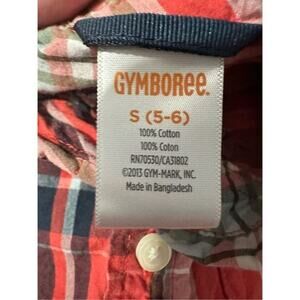 GYMBOREE.
S (5-6)
100% Cotton
100% Coton
RN70530/CA31802
©2013 GYM-MARK, INC.
Made in Bangladesh